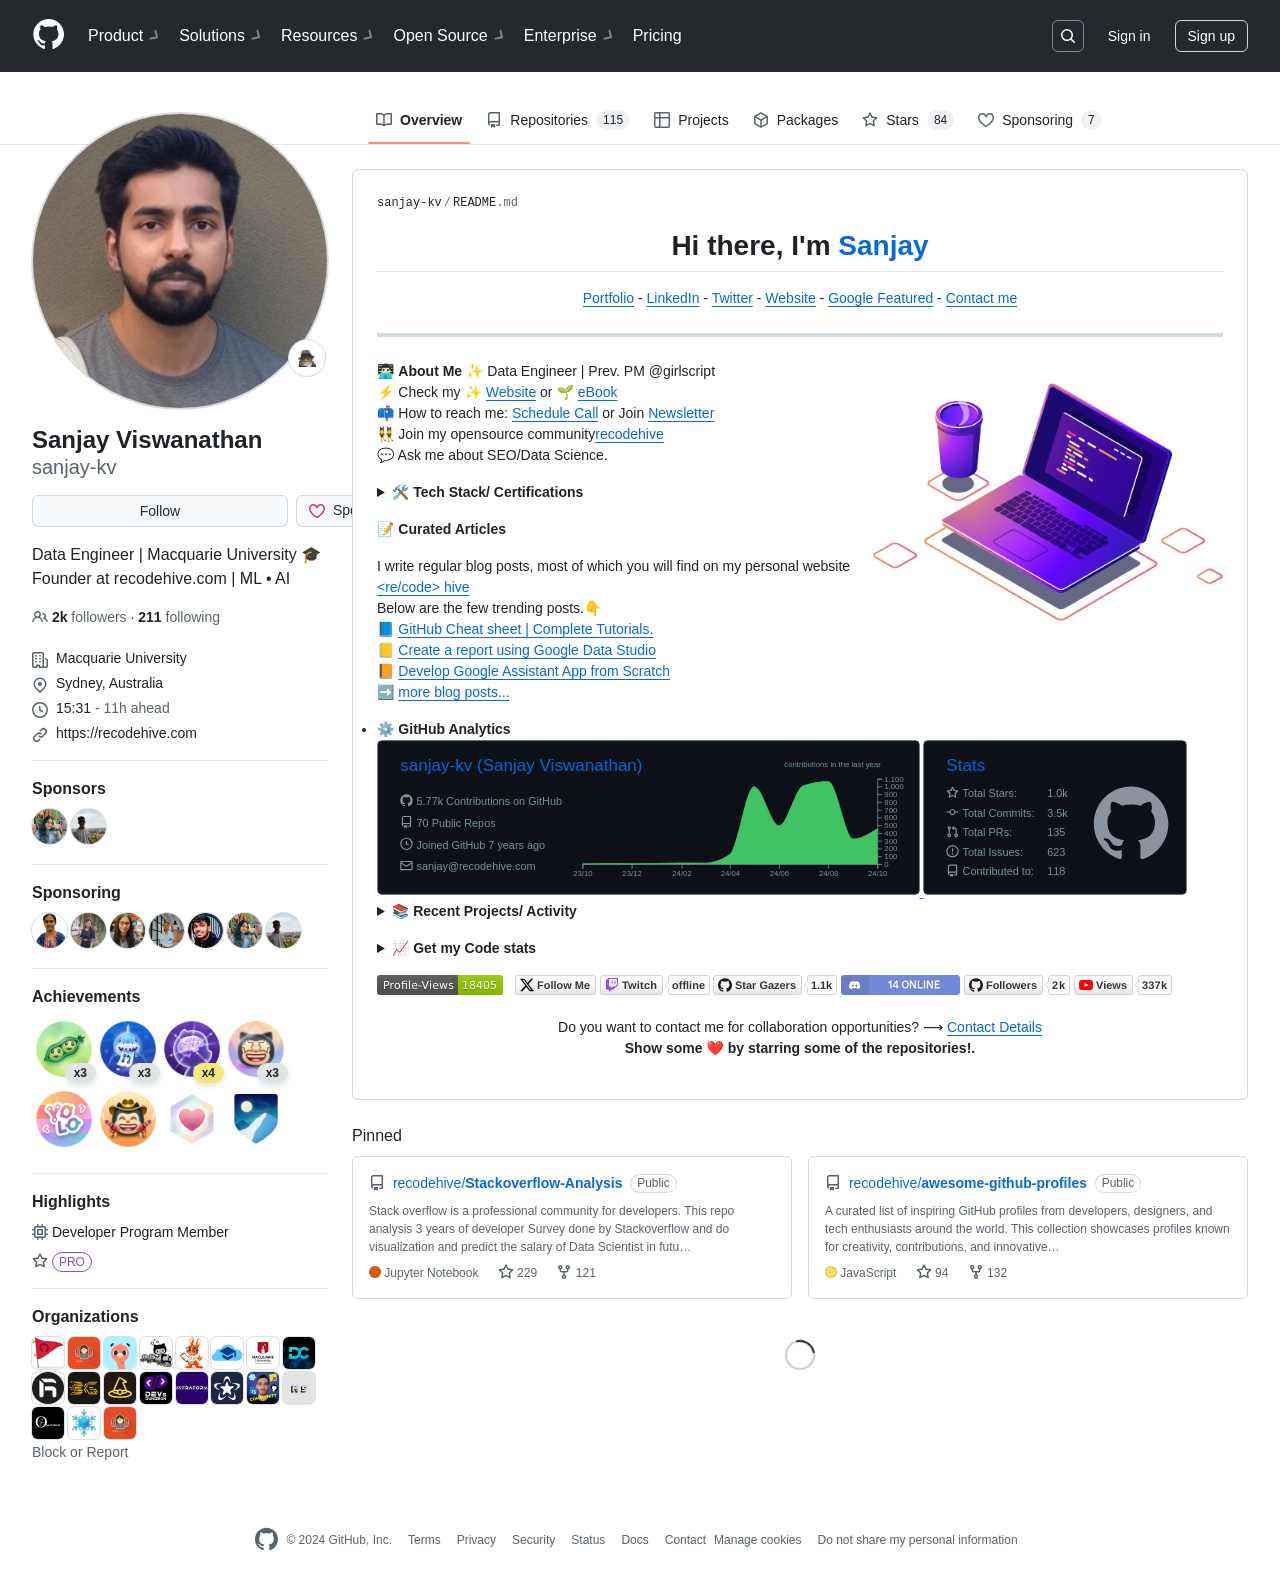 Product Solutions Resources Open Source Enterprise Pricing Sign in Sign up
Overview Repositories 115 Projects Packages Stars 84 Sponsoring 7
Sanjay Viswanathan
sanjay-kv
Follow Spo
Data Engineer | Macquarie University 🎓
Founder at recodehive.com | ML • AI
2k followers · 211 following
Macquarie University
Sydney, Australia
15:31 - 11h ahead
https://recodehive.com
Sponsors
Sponsoring
Achievements
x3 x3 x4 x3
YOLO
Highlights
Developer Program Member
PRO
Organizations
Block or Report
sanjay-kv/README.md
Hi there, I'm Sanjay
Portfolio - LinkedIn - Twitter - Website - Google Featured - Contact me
👨🏻‍💻 About Me ✨ Data Engineer | Prev. PM @girlscript
⚡ Check my ✨ Website or 🌱 eBook
📫 How to reach me: Schedule Call or Join Newsletter
👯 Join my opensource communityrecodehive
💬 Ask me about SEO/Data Science.
🛠️ Tech Stack/ Certifications
📝 Curated Articles
I write regular blog posts, most of which you will find on my personal website
<re/code> hive
Below are the few trending posts.👇
📘 GitHub Cheat sheet | Complete Tutorials.
📒 Create a report using Google Data Studio
📙 Develop Google Assistant App from Scratch
➡️ more blog posts...
⚙️ GitHub Analytics
sanjay-kv (Sanjay Viswanathan)
5.77k Contributions on GitHub
70 Public Repos
Joined GitHub 7 years ago
sanjay@recodehive.com
contributions in the last year
1,100
1,000
900
800
700
600
500
400
300
200
100
0
23/10 23/12 24/02 24/04 24/06 24/08 24/10
Stats
Total Stars: 1.0k
Total Commits: 3.5k
Total PRs: 135
Total Issues: 623
Contributed to: 118
📚 Recent Projects/ Activity
📈 Get my Code stats
Profile-Views 18405 Follow Me Twitch offline Star Gazers 1.1k 14 ONLINE Followers 2k Views 337k
Do you want to contact me for collaboration opportunities? ⟶ Contact Details
Show some ❤️ by starring some of the repositories!.
Pinned
recodehive/Stackoverflow-Analysis Public
Stack overflow is a professional community for developers. This repo
analysis 3 years of developer Survey done by Stackoverflow and do
visualization and predict the salary of Data Scientist in futu…
Jupyter Notebook 229 121
recodehive/awesome-github-profiles Public
A curated list of inspiring GitHub profiles from developers, designers, and
tech enthusiasts around the world. This collection showcases profiles known
for creativity, contributions, and innovative…
JavaScript 94 132
© 2024 GitHub, Inc. Terms Privacy Security Status Docs Contact Manage cookies Do not share my personal information